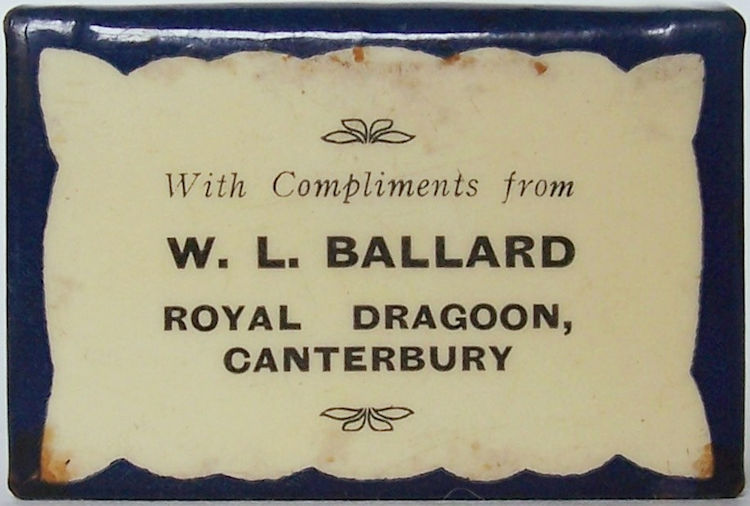 With Compliments from
W. L. BALLARD
ROYAL DRAGOON,
CANTERBURY